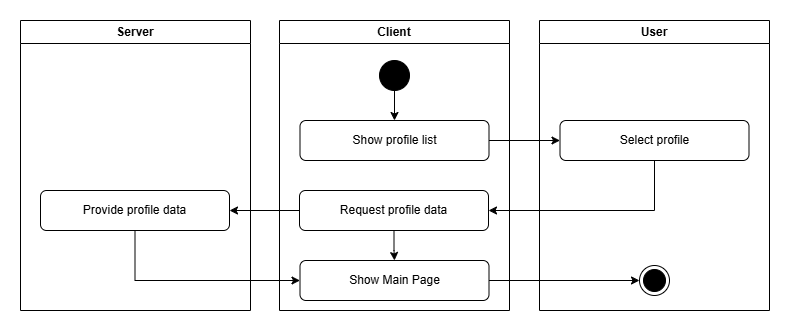 Server
Client
User
Show profile list
Select profile
Provide profile data
Request profile data
Show Main Page